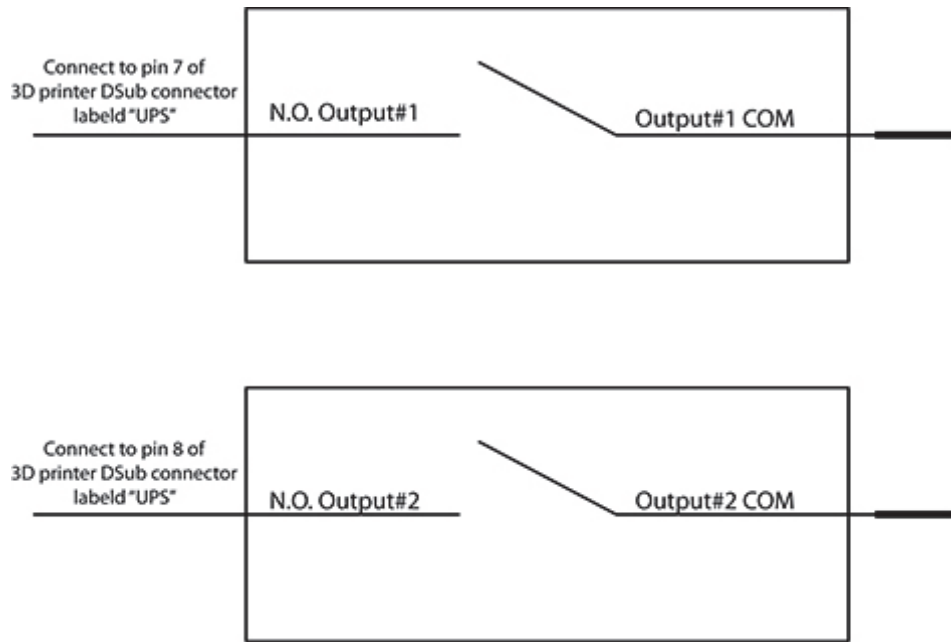 Connect to pin 7 of
3D printer DSub connector
labeld "UPS"
N.O. Output#1
Output#1 COM
Connect to pin 8 of
3D printer DSub connector
labeld "UPS"
N.O. Output#2
Output#2 COM